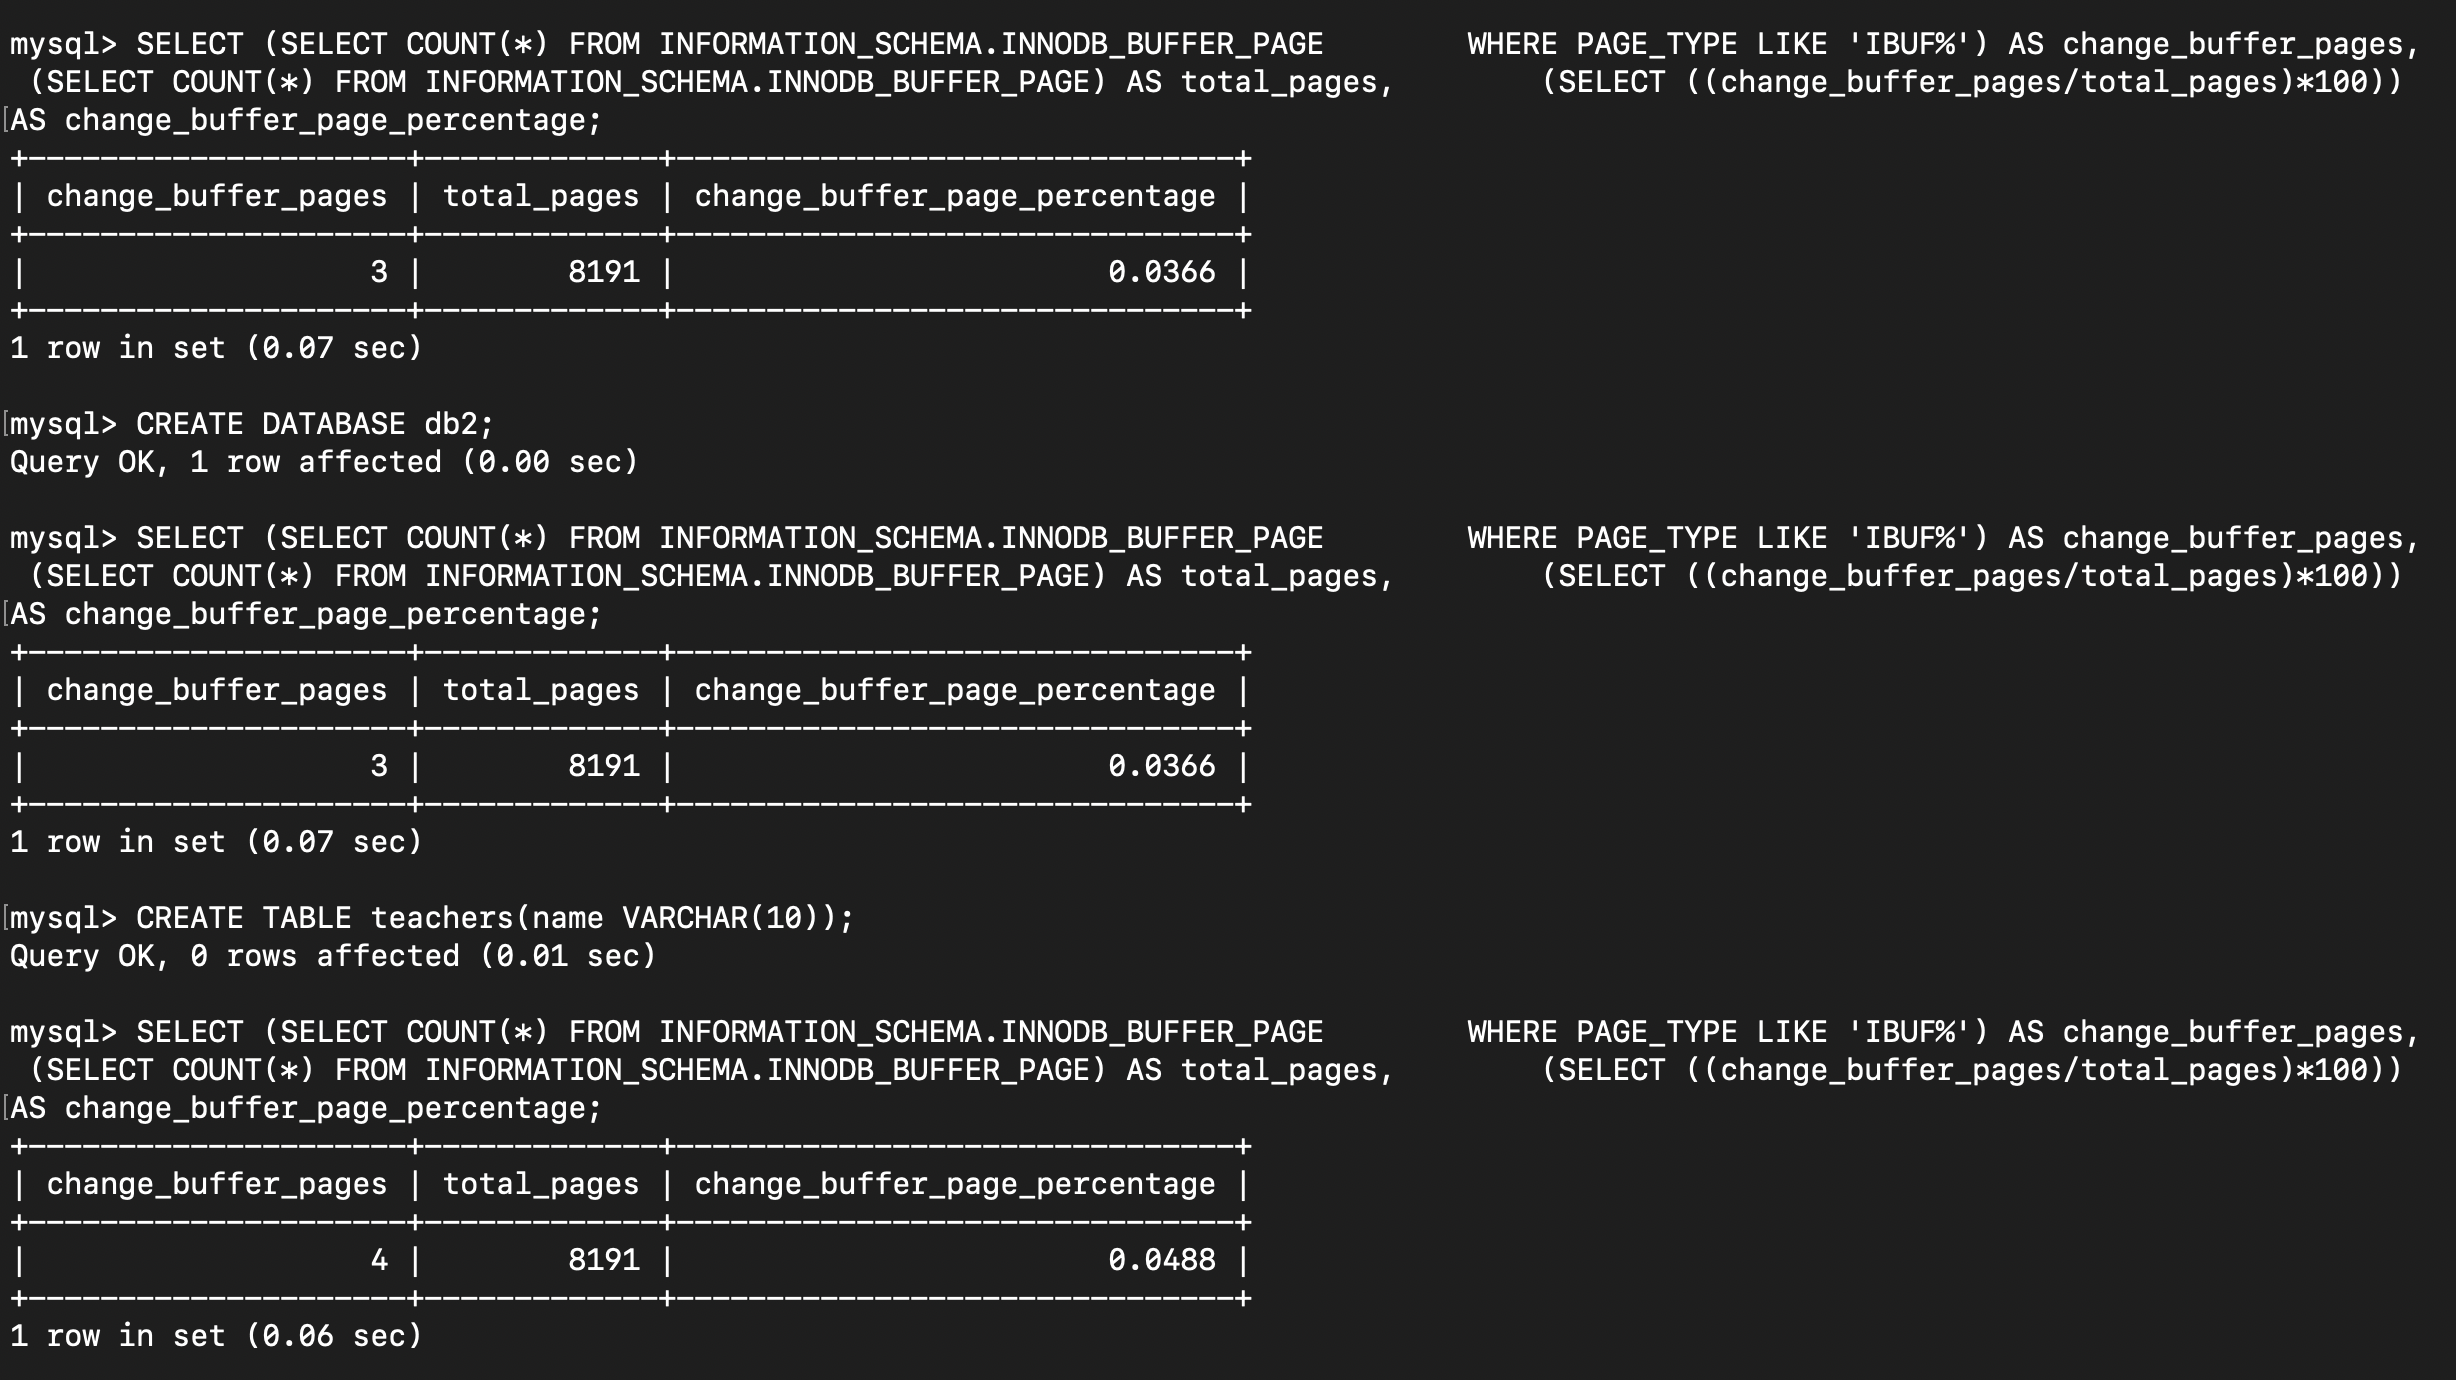 mysql> SELECT (SELECT COUNT(*) FROM INFORMATION_SCHEMA.INNODB_BUFFER_PAGE        WHERE PAGE_TYPE LIKE 'IBUF%') AS change_buffer_pages,
 (SELECT COUNT(*) FROM INFORMATION_SCHEMA.INNODB_BUFFER_PAGE) AS total_pages,        (SELECT ((change_buffer_pages/total_pages)*100))
[AS change_buffer_page_percentage;
+---------------------+-------------+-------------------------------+
| change_buffer_pages | total_pages | change_buffer_page_percentage |
+---------------------+-------------+-------------------------------+
|                   3 |        8191 |                        0.0366 |
+---------------------+-------------+-------------------------------+
1 row in set (0.07 sec)

[mysql> CREATE DATABASE db2;
Query OK, 1 row affected (0.00 sec)

mysql> SELECT (SELECT COUNT(*) FROM INFORMATION_SCHEMA.INNODB_BUFFER_PAGE        WHERE PAGE_TYPE LIKE 'IBUF%') AS change_buffer_pages,
 (SELECT COUNT(*) FROM INFORMATION_SCHEMA.INNODB_BUFFER_PAGE) AS total_pages,        (SELECT ((change_buffer_pages/total_pages)*100))
[AS change_buffer_page_percentage;
+---------------------+-------------+-------------------------------+
| change_buffer_pages | total_pages | change_buffer_page_percentage |
+---------------------+-------------+-------------------------------+
|                   3 |        8191 |                        0.0366 |
+---------------------+-------------+-------------------------------+
1 row in set (0.07 sec)

[mysql> CREATE TABLE teachers(name VARCHAR(10));
Query OK, 0 rows affected (0.01 sec)

mysql> SELECT (SELECT COUNT(*) FROM INFORMATION_SCHEMA.INNODB_BUFFER_PAGE        WHERE PAGE_TYPE LIKE 'IBUF%') AS change_buffer_pages,
 (SELECT COUNT(*) FROM INFORMATION_SCHEMA.INNODB_BUFFER_PAGE) AS total_pages,        (SELECT ((change_buffer_pages/total_pages)*100))
[AS change_buffer_page_percentage;
+---------------------+-------------+-------------------------------+
| change_buffer_pages | total_pages | change_buffer_page_percentage |
+---------------------+-------------+-------------------------------+
|                   4 |        8191 |                        0.0488 |
+---------------------+-------------+-------------------------------+
1 row in set (0.06 sec)